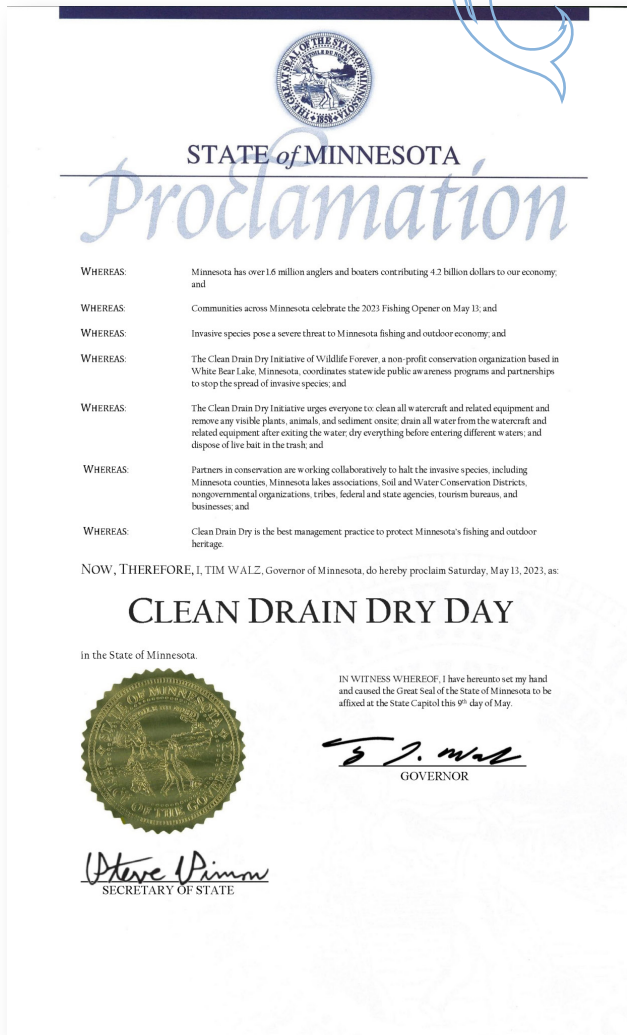 THE GREAT SEAL OF THE STATE OF MINNESOTA
1858
STATE of MINNESOTA
Proclamation
WHEREAS: Minnesota has over 1.6 million anglers and boaters contributing 4.2 billion dollars to our economy;
and
WHEREAS: Communities across Minnesota celebrate the 2023 Fishing Opener on May 13; and
WHEREAS: Invasive species pose a severe threat to Minnesota fishing and outdoor economy; and
WHEREAS: The Clean Drain Dry Initiative of Wildlife Forever, a non-profit conservation organization based in
White Bear Lake, Minnesota, coordinates statewide public awareness programs and partnerships
to stop the spread of invasive species; and
WHEREAS: The Clean Drain Dry Initiative urges everyone to: clean all watercraft and related equipment and
remove any visible plants, animals, and sediment onsite; drain all water from the watercraft and
related equipment after exiting the water; dry everything before entering different waters; and
dispose of live bait in the trash; and
WHEREAS: Partners in conservation are working collaboratively to halt the invasive species, including
Minnesota counties, Minnesota lakes associations, Soil and Water Conservation Districts,
nongovernmental organizations, tribes, federal and state agencies, tourism bureaus, and
businesses; and
WHEREAS: Clean Drain Dry is the best management practice to protect Minnesota's fishing and outdoor
heritage.
NOW, THEREFORE, I, TIM WALZ, Governor of Minnesota, do hereby proclaim Saturday, May 13, 2023, as:
CLEAN DRAIN DRY DAY
in the State of Minnesota.
IN WITNESS WHEREOF, I have hereunto set my hand
and caused the Great Seal of the State of Minnesota to be
affixed at the State Capitol this 9th day of May.
GOVERNOR
Steve Simon
SECRETARY OF STATE